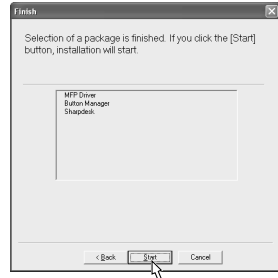 Finish
Selection of a package is finished. If you click the [Start]
button, installation will start.
MFP Driver
Button Manager
Sharpdesk
< Back
Start
Cancel